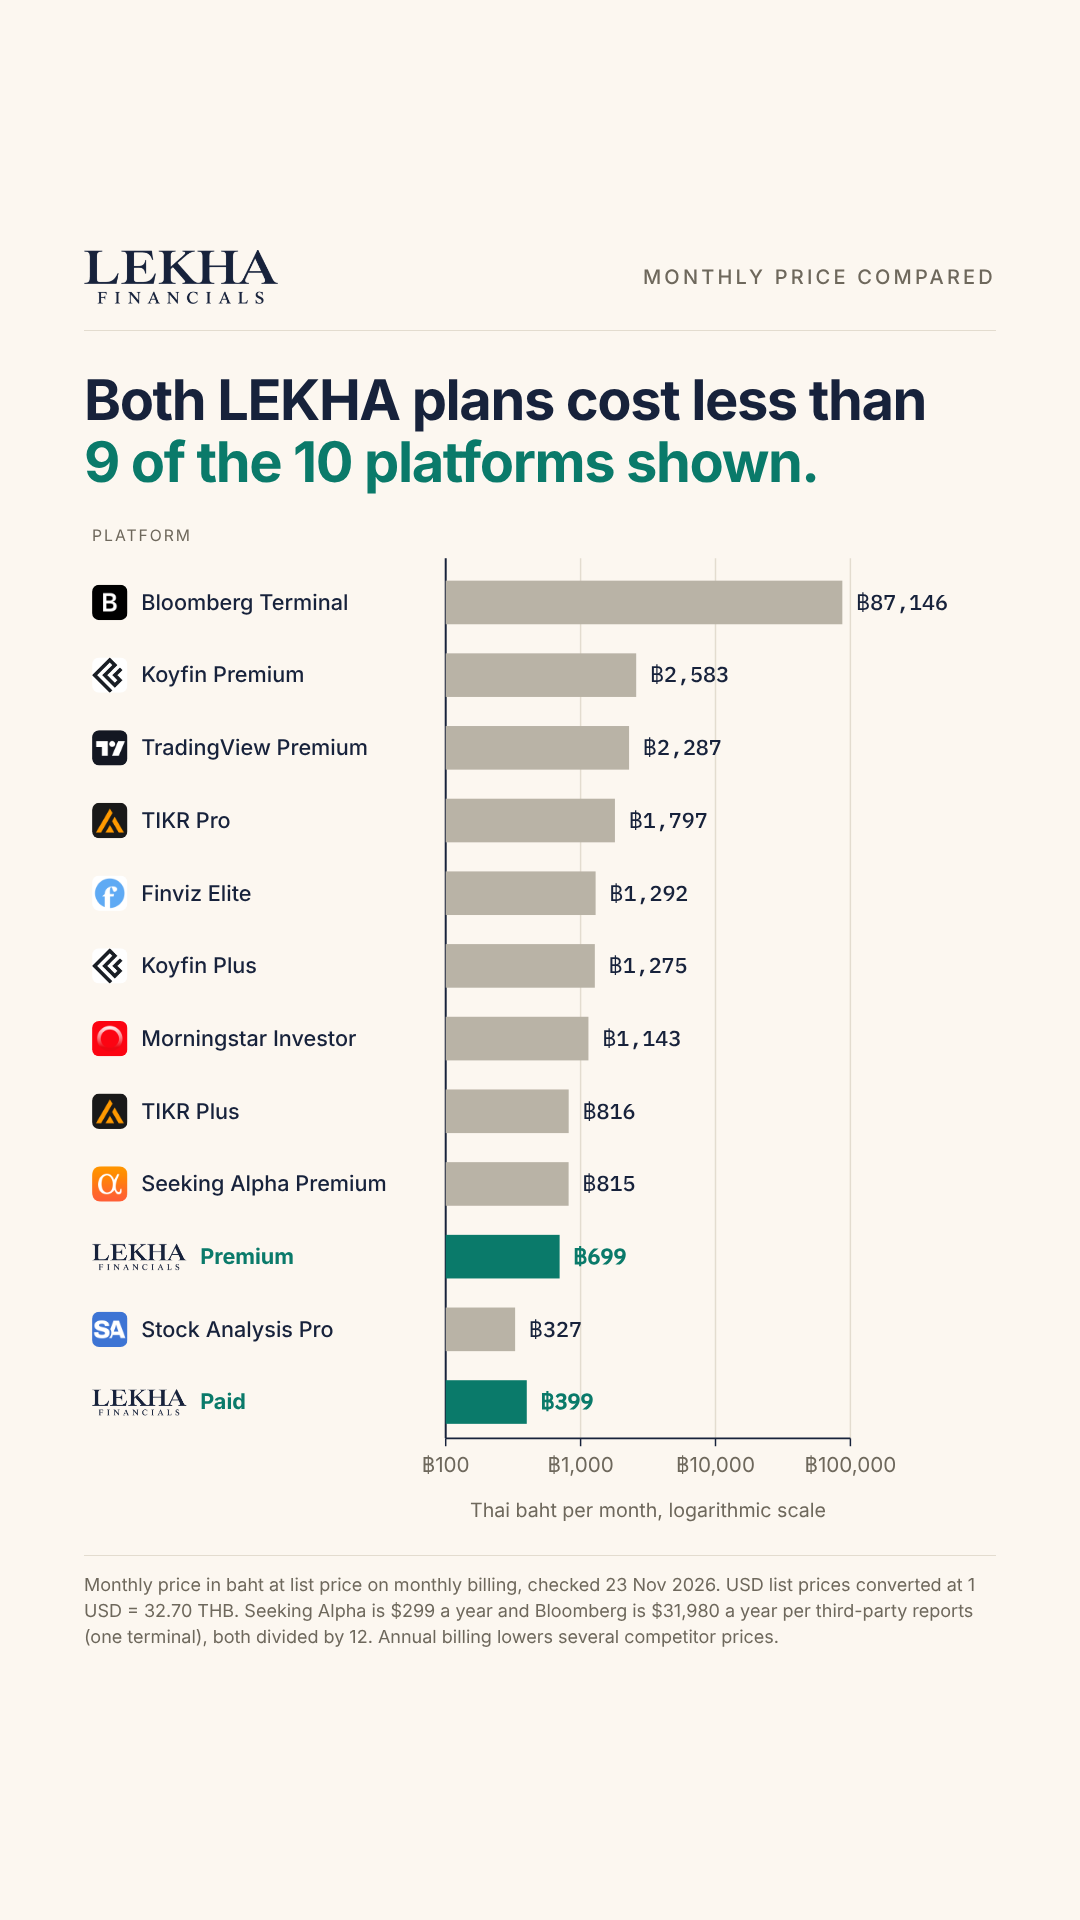 LEKHA
FINANCIALS
MONTHLY PRICE COMPARED
Both LEKHA plans cost less than
9 of the 10 platforms shown.
PLATFORM
B Bloomberg Terminal ฿87,146
Koyfin Premium ฿2,583
TradingView Premium ฿2,287
TIKR Pro ฿1,797
Finviz Elite ฿1,292
Koyfin Plus ฿1,275
Morningstar Investor ฿1,143
TIKR Plus ฿816
α Seeking Alpha Premium ฿815
LEKHA FINANCIALS Premium ฿699
SA Stock Analysis Pro ฿327
LEKHA FINANCIALS Paid ฿399
฿100 ฿1,000 ฿10,000 ฿100,000
Thai baht per month, logarithmic scale
Monthly price in baht at list price on monthly billing, checked 23 Nov 2026. USD list prices converted at 1
USD = 32.70 THB. Seeking Alpha is $299 a year and Bloomberg is $31,980 a year per third-party reports
(one terminal), both divided by 12. Annual billing lowers several competitor prices.